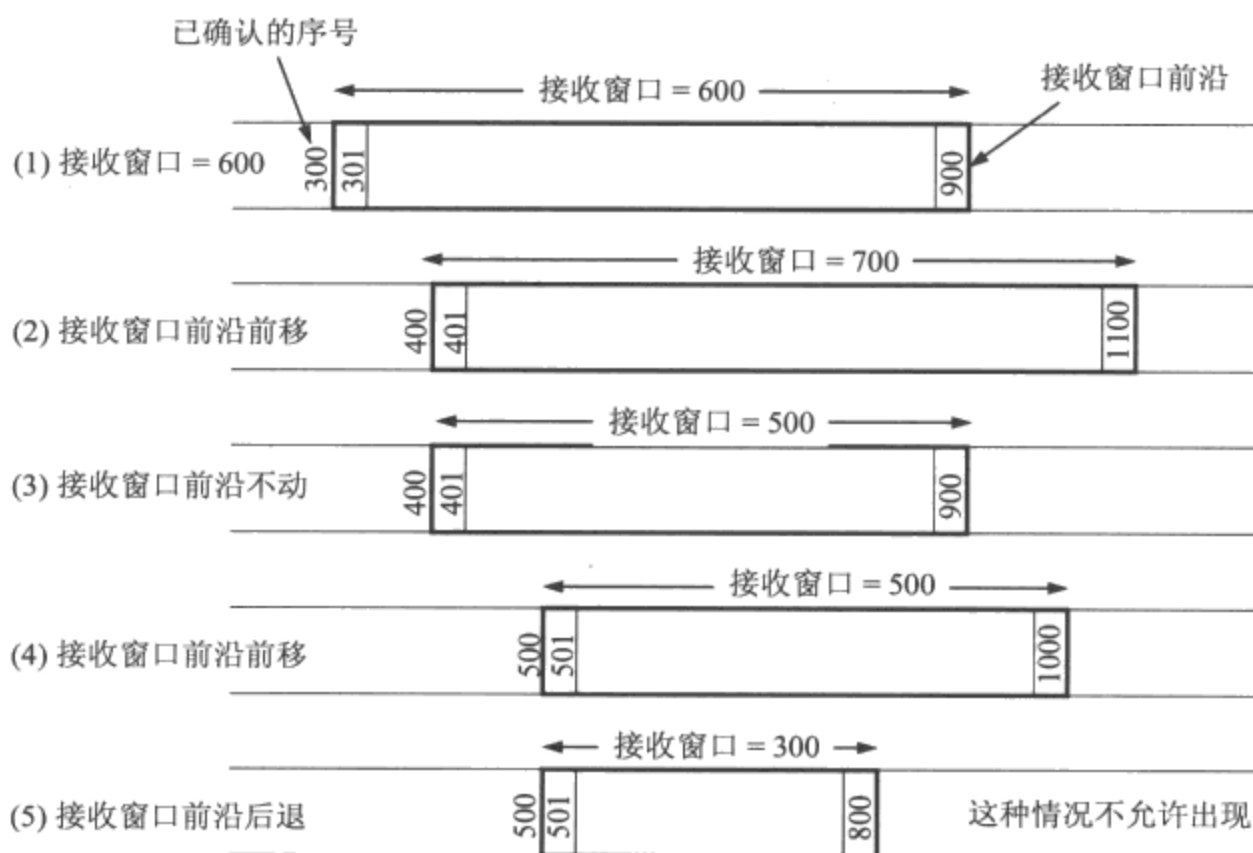 已确认的序号
接收窗口 = 600
接收窗口前沿
(1) 接收窗口 = 600
300
301
900
接收窗口 = 700
(2) 接收窗口前沿前移
400
401
1100
接收窗口 = 500
(3) 接收窗口前沿不动
400
401
900
接收窗口 = 500
(4) 接收窗口前沿前移
500
501
1000
接收窗口 = 300
(5) 接收窗口前沿后退
500
501
800
这种情况不允许出现